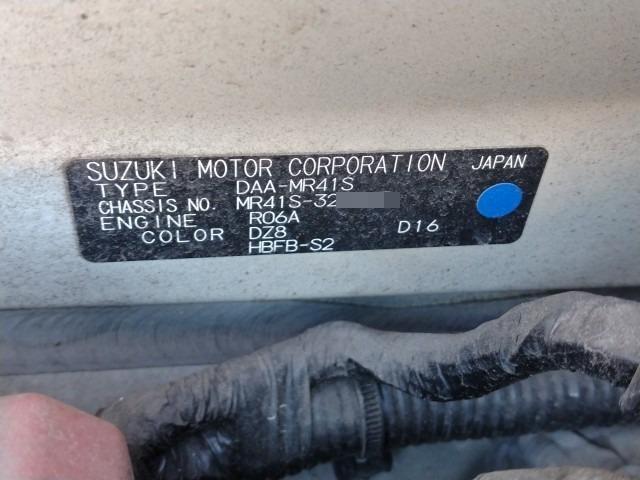 SUZUKI MOTOR CORPORATION JAPAN
TYPE DAA-MR41S
CHASSIS NO. MR41S-32
ENGINE R06A
COLOR DZ8 D16
HBFB-S2